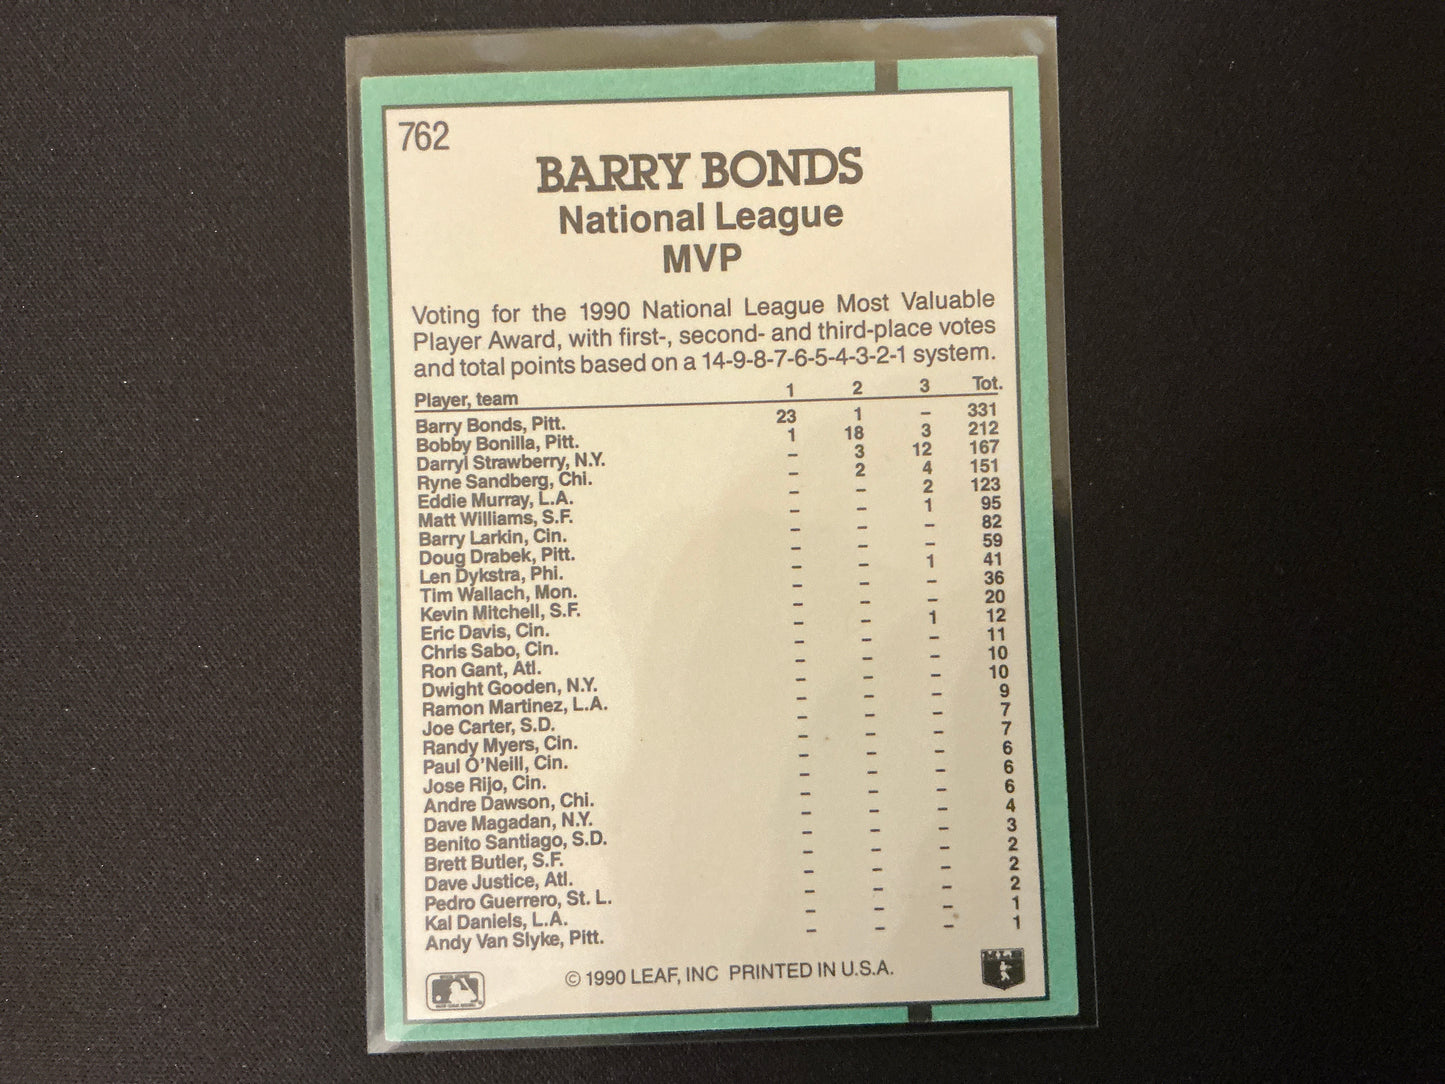 762
BARRY BONDS
National League
MVP
Voting for the 1990 National League Most Valuable
Player Award, with first-, second- and third-place votes
and total points based on a 14-9-8-7-6-5-4-3-2-1 system.
Player, team 1 2 3 Tot.
Barry Bonds, Pitt. 23 1 – 331
Bobby Bonilla, Pitt. 1 18 3 212
Darryl Strawberry, N.Y. – 3 12 167
Ryne Sandberg, Chi. – 2 4 151
Eddie Murray, L.A. – – 2 123
Matt Williams, S.F. – – 1 95
Barry Larkin, Cin. – – – 82
Doug Drabek, Pitt. – – – 59
Len Dykstra, Phi. – – 1 41
Tim Wallach, Mon. – – – 36
Kevin Mitchell, S.F. – – – 20
Eric Davis, Cin. – – 1 12
Chris Sabo, Cin. – – – 11
Ron Gant, Atl. – – – 10
Dwight Gooden, N.Y. – – – 10
Ramon Martinez, L.A. – – – 9
Joe Carter, S.D. – – – 7
Randy Myers, Cin. – – – 7
Paul O'Neill, Cin. – – – 6
Jose Rijo, Cin. – – – 6
Andre Dawson, Chi. – – – 6
Dave Magadan, N.Y. – – – 4
Benito Santiago, S.D. – – – 3
Brett Butler, S.F. – – – 2
Dave Justice, Atl. – – – 2
Pedro Guerrero, St. L. – – – 2
Kal Daniels, L.A. – – – 1
Andy Van Slyke, Pitt. – – – 1
© 1990 LEAF, INC PRINTED IN U.S.A.